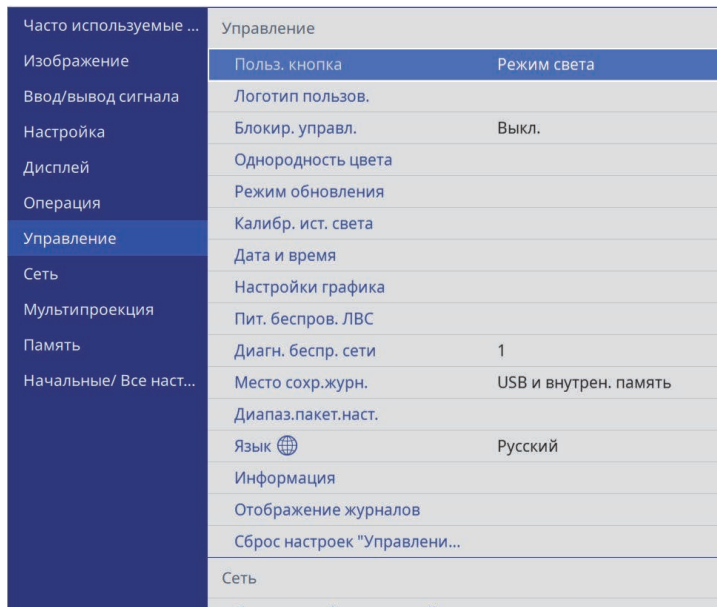 Часто используемые ...
Изображение
Ввод/вывод сигнала
Настройка
Дисплей
Операция
Управление
Сеть
Мультипроекция
Память
Начальные/ Все наст...
Управление
Польз. кнопка Режим света
Логотип пользов.
Блокир. управл. Выкл.
Однородность цвета
Режим обновления
Калибр. ист. света
Дата и время
Настройки графика
Пит. беспров. ЛВС
Диагн. беспр. сети 1
Место сохр.журн. USB и внутрен. память
Диапаз.пакет.наст.
Язык Русский
Информация
Отображение журналов
Сброс настроек "Управлени...
Сеть